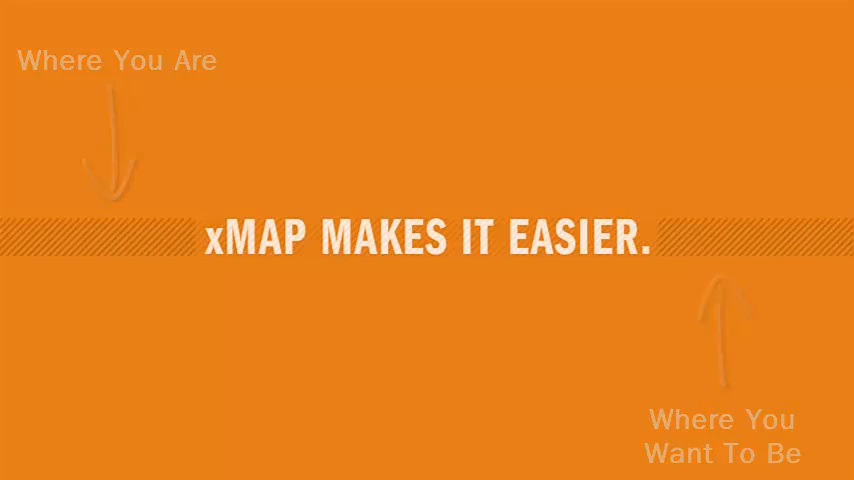 Where You Are
xMAP MAKES IT EASIER.
Where You
Want To Be